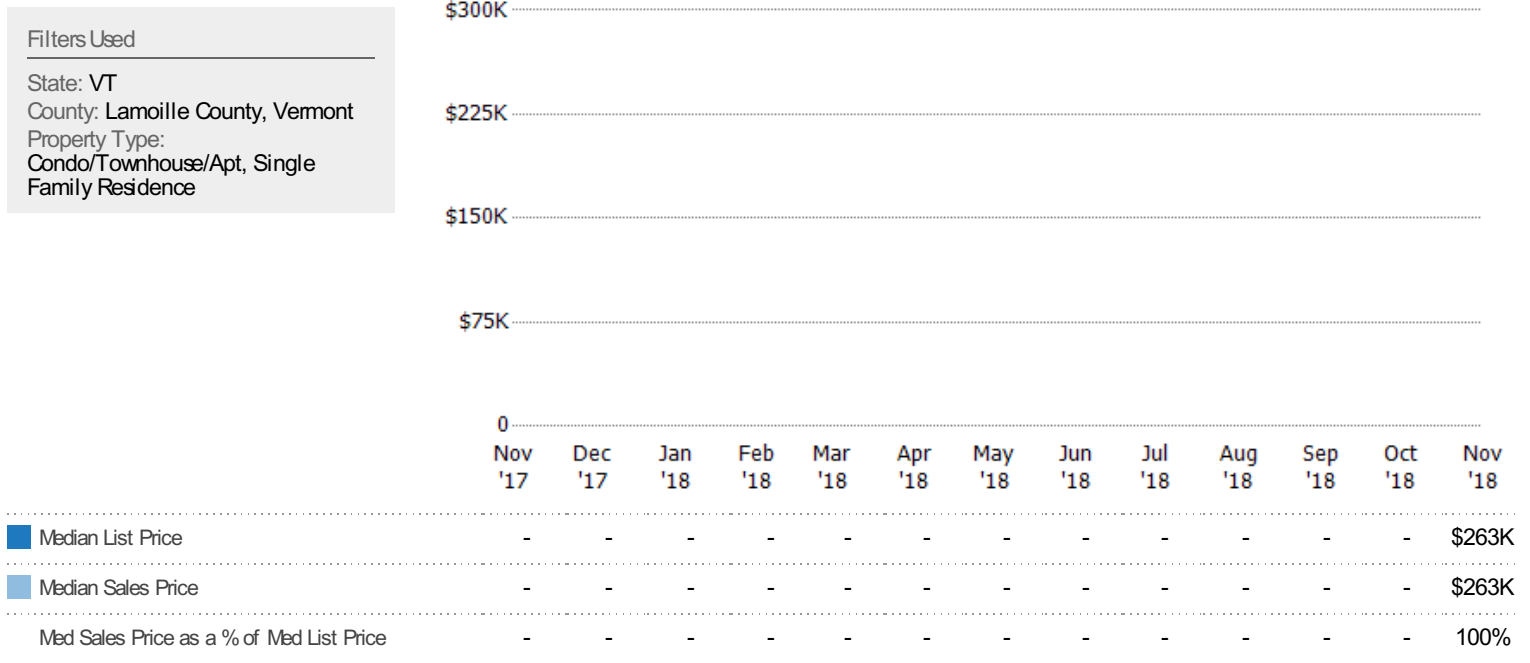 Filters Used
State: VT
County: Lamoille County, Vermont
Property Type:
Condo/Townhouse/Apt, Single
Family Residence
$300K
$225K
$150K
$75K
0
Nov Dec Jan Feb Mar Apr May Jun Jul Aug Sep Oct Nov
'17 '17 '18 '18 '18 '18 '18 '18 '18 '18 '18 '18 '18
Median List Price - - - - - - - - - - - - $263K
Median Sales Price - - - - - - - - - - - - $263K
Med Sales Price as a % of Med List Price - - - - - - - - - - - - 100%